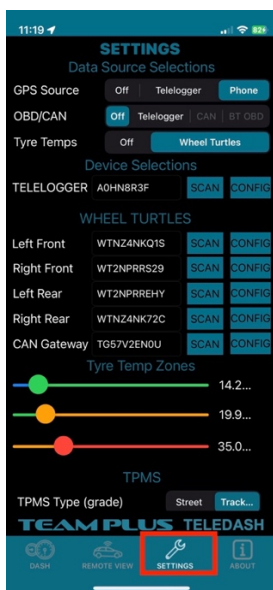 11:19
82
SETTINGS
Data Source Selections
GPS Source Off Telelogger Phone
OBD/CAN Off Telelogger CAN BT OBD
Tyre Temps Off Wheel Turtles
Device Selections
TELELOGGER A0HN8R3F SCAN CONFIG
WHEEL TURTLES
Left Front WTNZ4NKQ1S SCAN CONFIG
Right Front WT2NPRRS29 SCAN CONFIG
Left Rear WT2NPRREHY SCAN CONFIG
Right Rear WTNZ4NK72C SCAN CONFIG
CAN Gateway TG57V2EN0U SCAN CONFIG
Tyre Temp Zones
14.2...
19.9...
35.0...
TPMS
TPMS Type (grade) Street Track...
TEAM PLUS TELEDASH
DASH REMOTE VIEW SETTINGS ABOUT